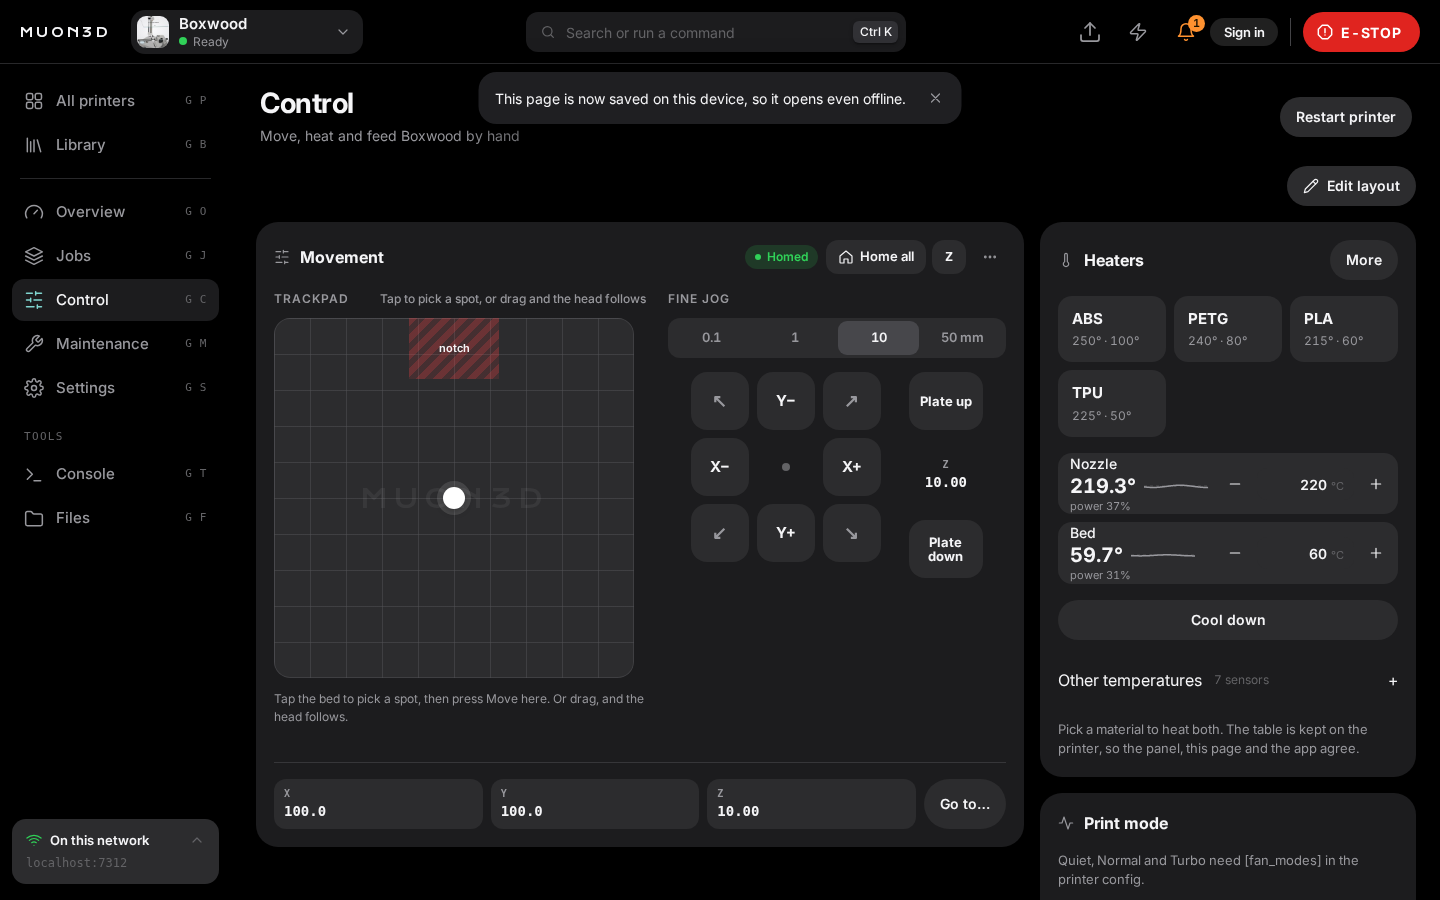 MUON3D
Boxwood
Ready
Search or run a command
Ctrl K
1
Sign in
E-STOP
This page is now saved on this device, so it opens even offline.
All printers G P
Library G B
Overview G O
Jobs G J
Control G C
Maintenance G M
Settings G S
TOOLS
Console G T
Files G F
On this network
localhost:7312
Control
Move, heat and feed Boxwood by hand
Restart printer
Edit layout
Movement
Homed
Home all
Z
TRACKPAD
Tap to pick a spot, or drag and the head follows
notch
MUON3D
Tap the bed to pick a spot, then press Move here. Or drag, and the
head follows.
FINE JOG
0.1 1 10 50 mm
↖ Y− ↗
X− X+
↙ Y+ ↘
Plate up
Z
10.00
Plate
down
X
100.0
Y
100.0
Z
10.00
Go to...
Heaters
More
ABS
250° · 100°
PETG
240° · 80°
PLA
215° · 60°
TPU
225° · 50°
Nozzle
219.3° − 220 °C +
power 37%
Bed
59.7° − 60 °C +
power 31%
Cool down
Other temperatures 7 sensors +
Pick a material to heat both. The table is kept on the
printer, so the panel, this page and the app agree.
Print mode
Quiet, Normal and Turbo need [fan_modes] in the
printer config.